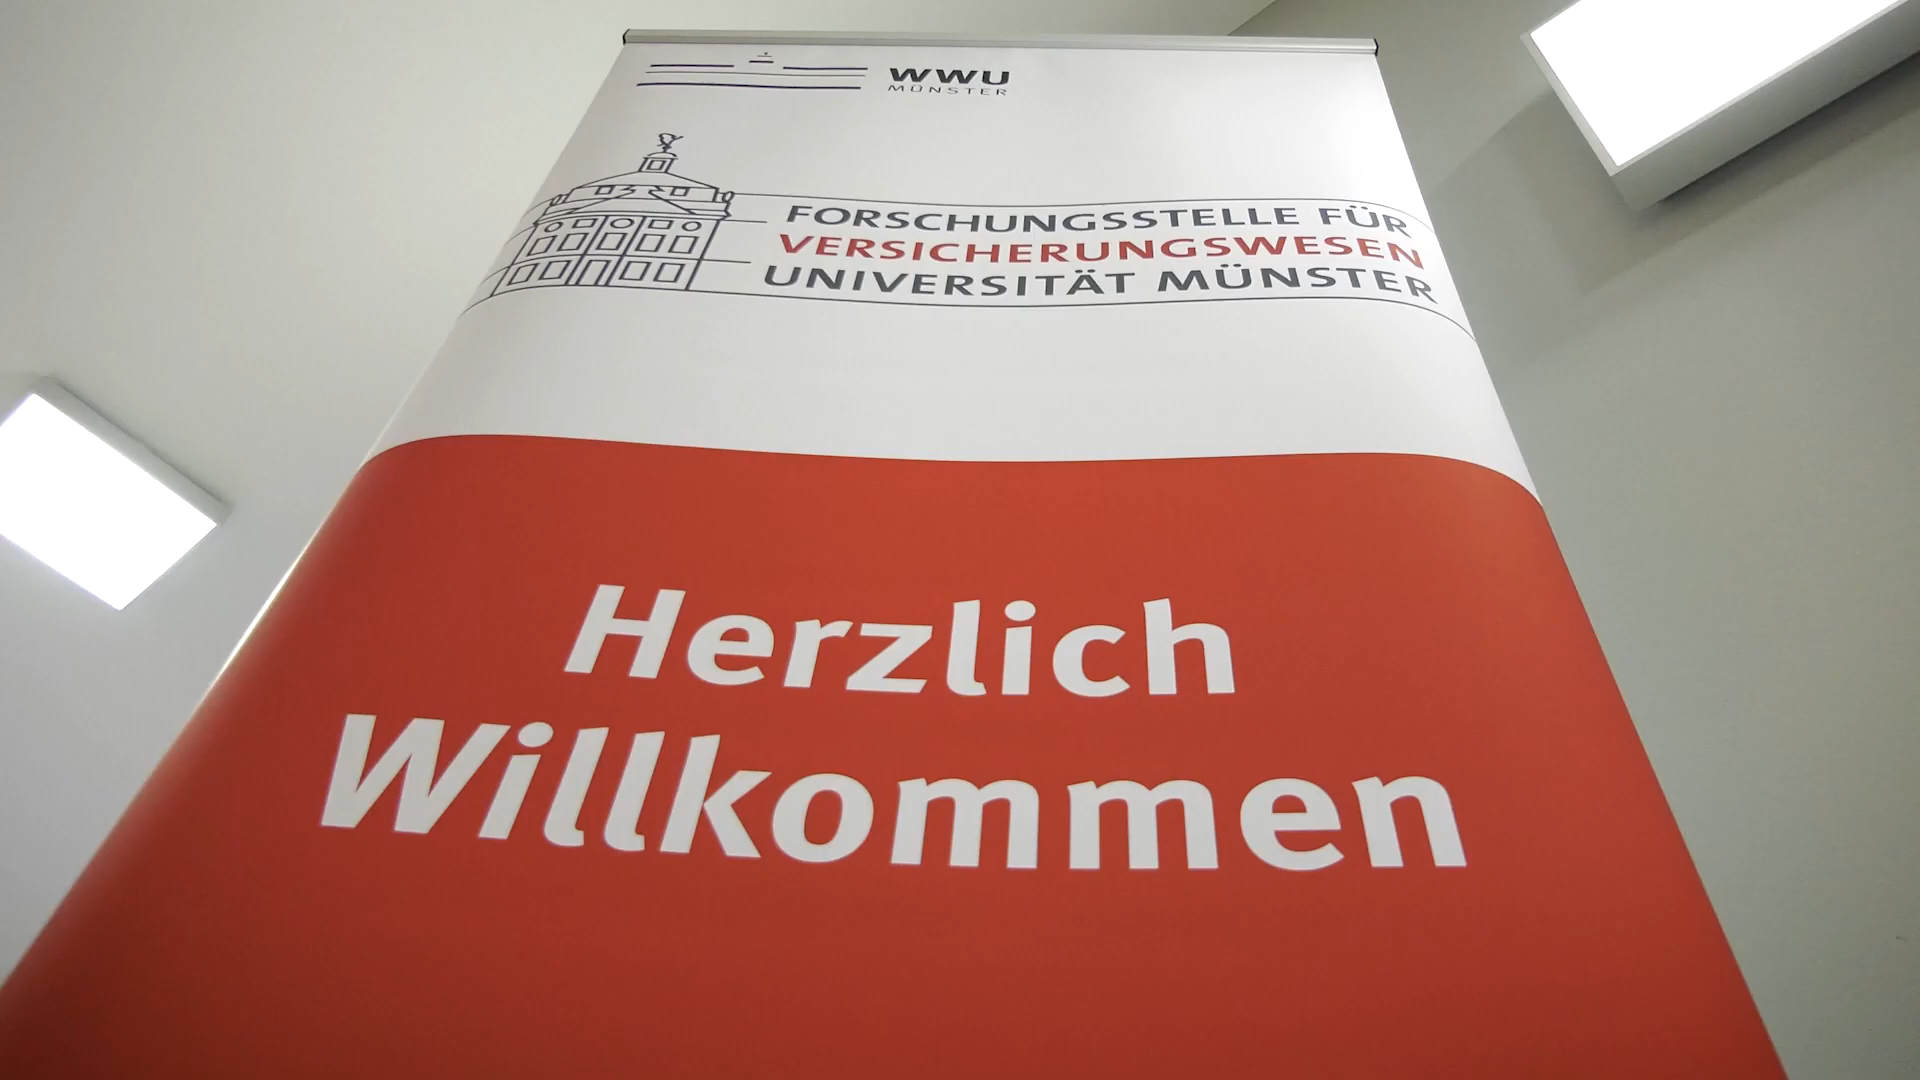 WWU
MÜNSTER
FORSCHUNGSSTELLE FÜR
VERSICHERUNGSWESEN
UNIVERSITÄT MÜNSTER
Herzlich
Willkommen